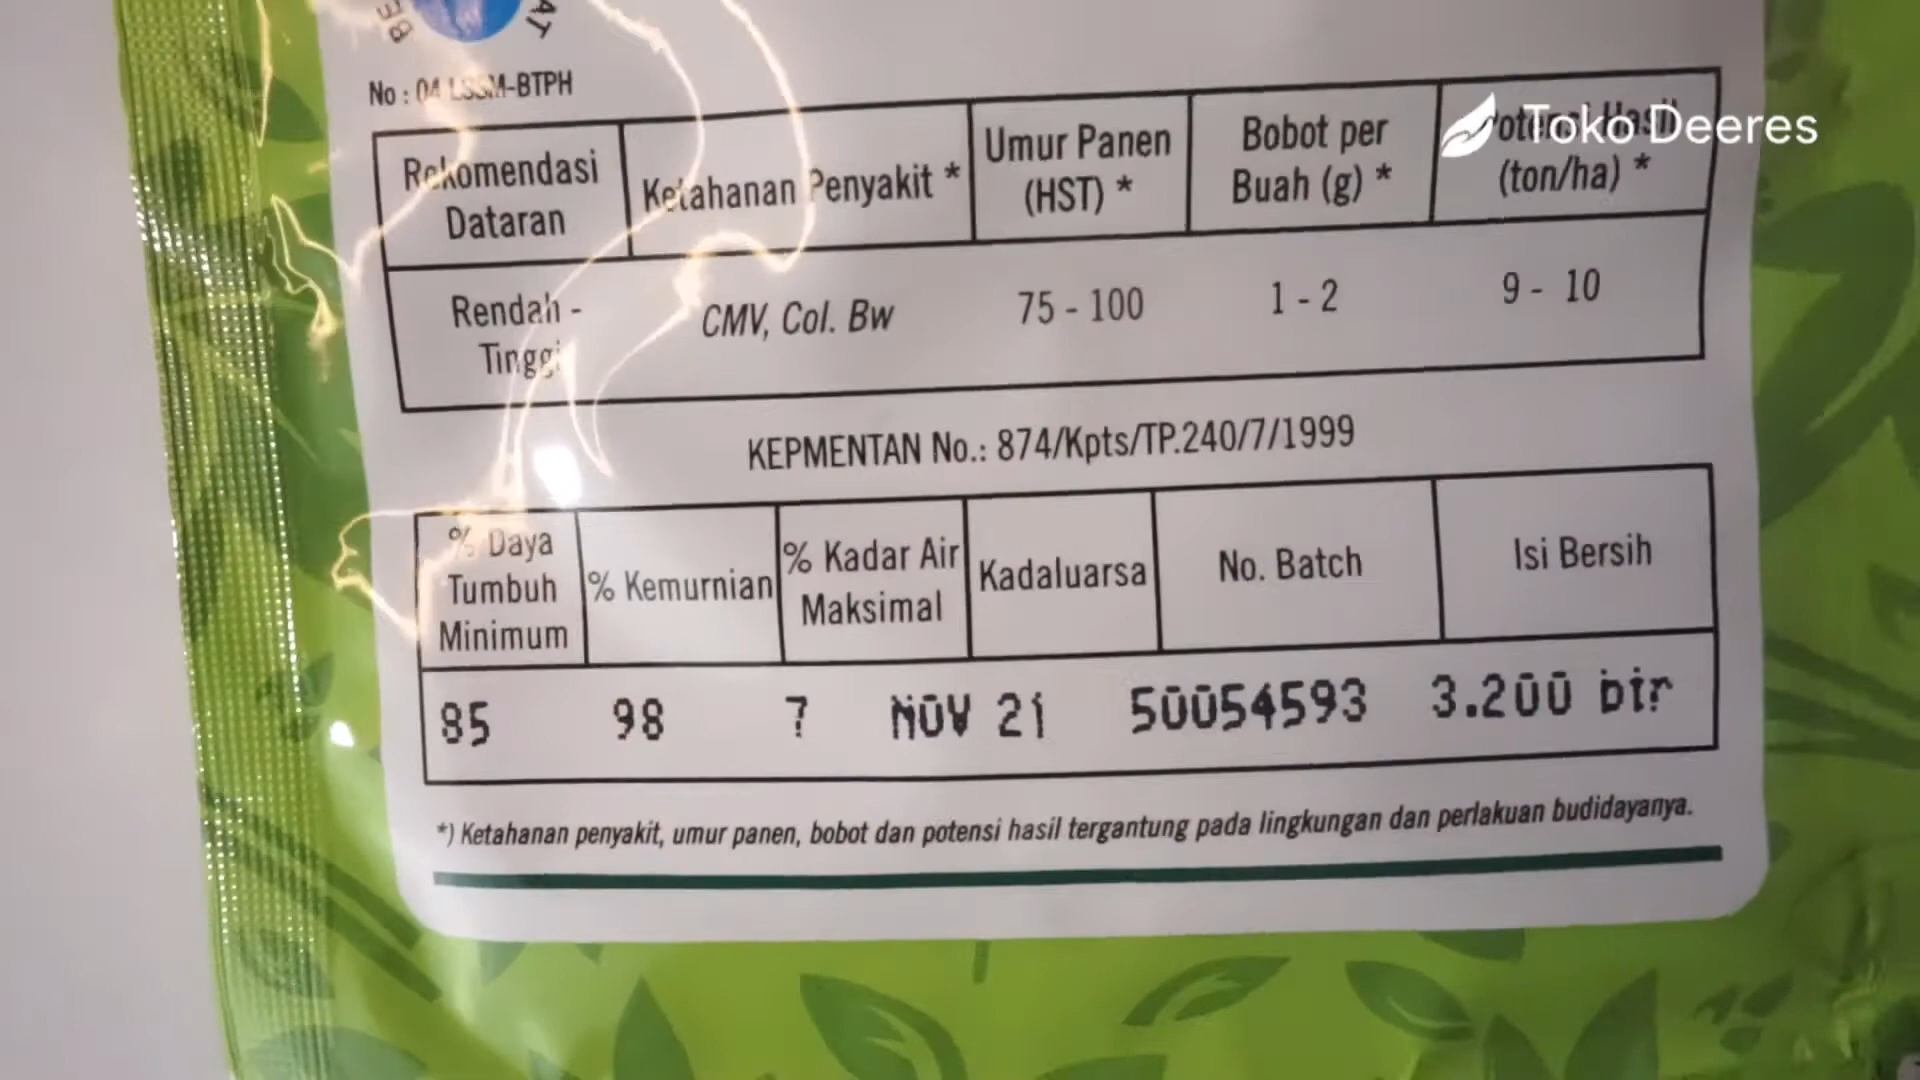 No : 04 LSSM-BTPH
Toko Deeres
Rekomendasi
Dataran
Ketahanan Penyakit *
Umur Panen
(HST) *
Bobot per
Buah (g) *
Potensi Hasil
(ton/ha) *
Rendah -
Tinggi
CMV, Col. Bw
75 - 100
1 - 2
9 - 10
KEPMENTAN No.: 874/Kpts/TP.240/7/1999
% Daya
Tumbuh
Minimum
% Kemurnian
% Kadar Air
Maksimal
Kadaluarsa
No. Batch
Isi Bersih
85
98
7
NOV 21
50054593
3.200 btr
*) Ketahanan penyakit, umur panen, bobot dan potensi hasil tergantung pada lingkungan dan perlakuan budidayanya.